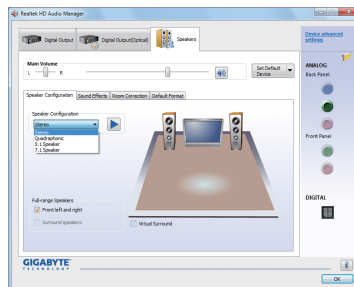 Realtek HD Audio Manager
Digital Output
Digital Output(Optical)
Speakers
Device advanced settings
Main Volume
L
R
Set Default Device
ANALOG
Back Panel
Speaker Configuration
Sound Effects
Room Correction
Default Format
Speaker Configuration
Stereo
Stereo
Quadraphonic
5.1 Speaker
7.1 Speaker
Front Panel
Full-range Speakers
Front left and right
Surround speakers
Virtual Surround
DIGITAL
GIGABYTE
TECHNOLOGY
i
OK